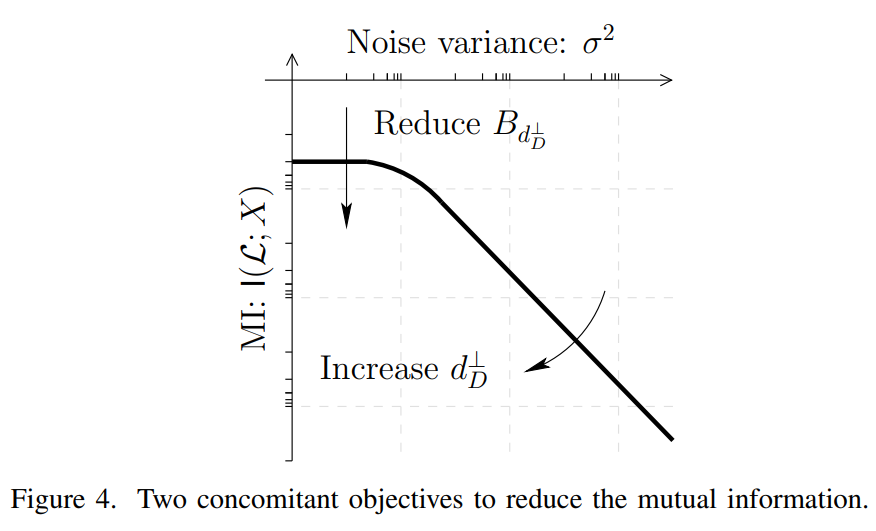 Noise variance: σ²
Reduce B_{d_D^⊥}
MI: I(ℒ; X)
Increase d_D^⊥
Figure 4. Two concomitant objectives to reduce the mutual information.